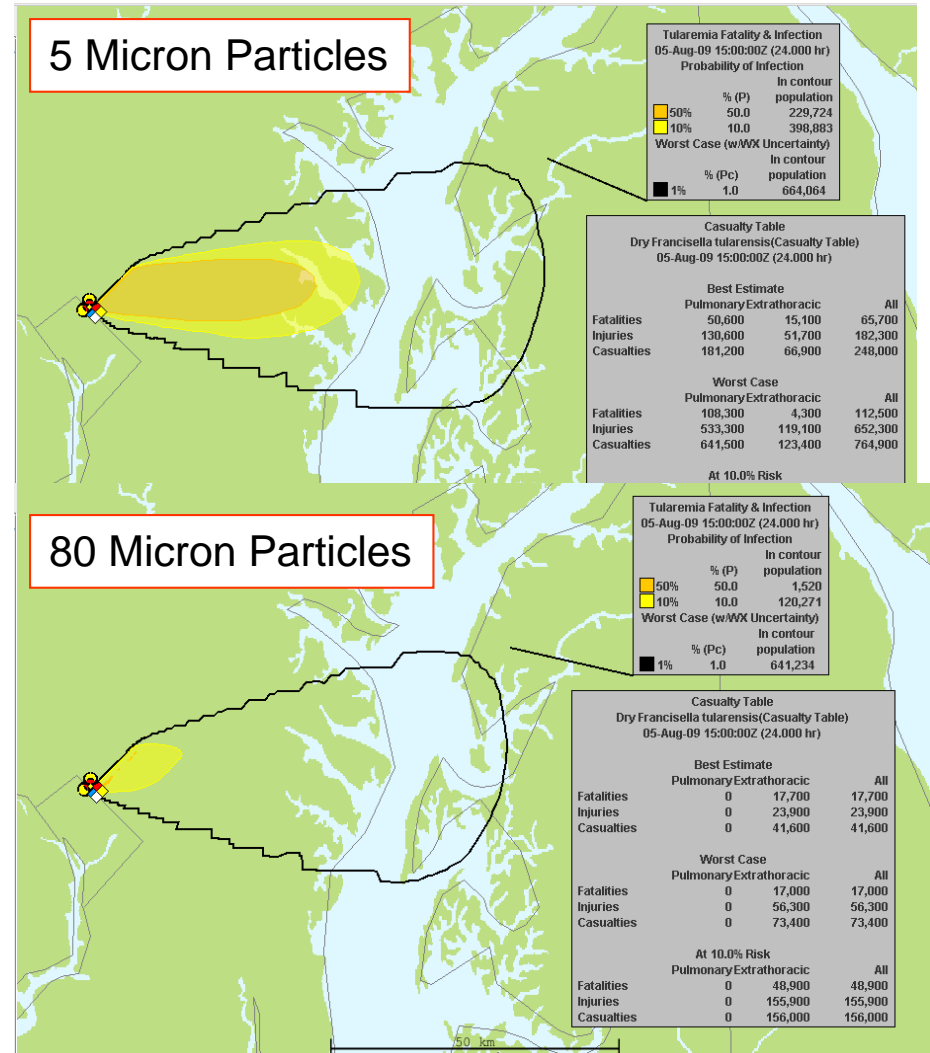 5 Micron Particles
Tularemia Fatality & Infection
05-Aug-09 15:00:00Z (24.000 hr)
Probability of Infection
In contour
% (P) population
50% 50.0 229,724
10% 10.0 398,883
Worst Case (w/WX Uncertainty)
In contour
% (Pc) population
1% 1.0 664,064
Casualty Table
Dry Francisella tularensis(Casualty Table)
05-Aug-09 15:00:00Z (24.000 hr)
Best Estimate
Pulmonary Extrathoracic All
Fatalities 50,600 15,100 65,700
Injuries 130,600 51,700 182,300
Casualties 181,200 66,900 248,000
Worst Case
Pulmonary Extrathoracic All
Fatalities 108,300 4,300 112,500
Injuries 533,300 119,100 652,300
Casualties 641,500 123,400 764,900
At 10.0% Risk
80 Micron Particles
Tularemia Fatality & Infection
05-Aug-09 15:00:00Z (24.000 hr)
Probability of Infection
In contour
% (P) population
50% 50.0 1,520
10% 10.0 120,271
Worst Case (w/WX Uncertainty)
In contour
% (Pc) population
1% 1.0 641,234
Casualty Table
Dry Francisella tularensis(Casualty Table)
05-Aug-09 15:00:00Z (24.000 hr)
Best Estimate
Pulmonary Extrathoracic All
Fatalities 0 17,700 17,700
Injuries 0 23,900 23,900
Casualties 0 41,600 41,600
Worst Case
Pulmonary Extrathoracic All
Fatalities 0 17,000 17,000
Injuries 0 56,300 56,300
Casualties 0 73,400 73,400
At 10.0% Risk
Pulmonary Extrathoracic All
Fatalities 0 48,900 48,900
Injuries 0 155,900 155,900
Casualties 0 156,000 156,000
50 km